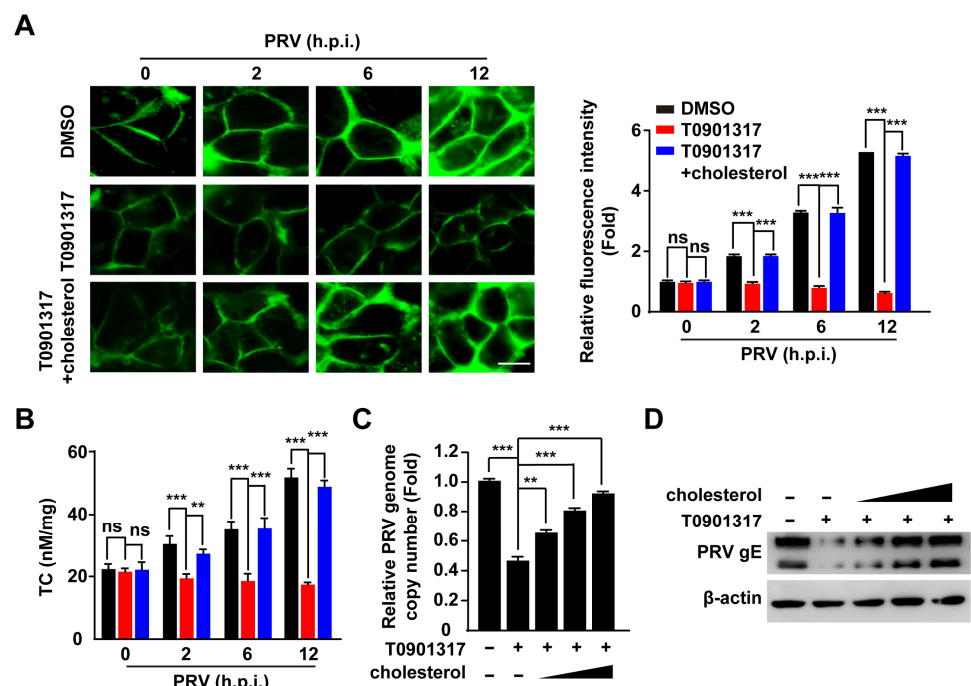 A
PRV (h.p.i.)
0 2 6 12
DMSO
T0901317
T0901317
+cholesterol
Relative fluorescence intensity
(Fold)
6
4
2
0
DMSO
T0901317
T0901317
+cholesterol
ns ns
*** ***
*** ***
*** ***
0 2 6 12
PRV (h.p.i.)
B
TC (nM/mg)
60
40
20
0
ns ns
*** **
*** ***
*** ***
0 2 6 12
PRV (h.p.i.)
C
Relative PRV genome
copy number (Fold)
1.2
1.0
0.8
0.6
0.4
0.2
0
***
***
***
**
T0901317 – + + + +
cholesterol – –
D
cholesterol – –
T0901317 – + + + +
PRV gE
β-actin